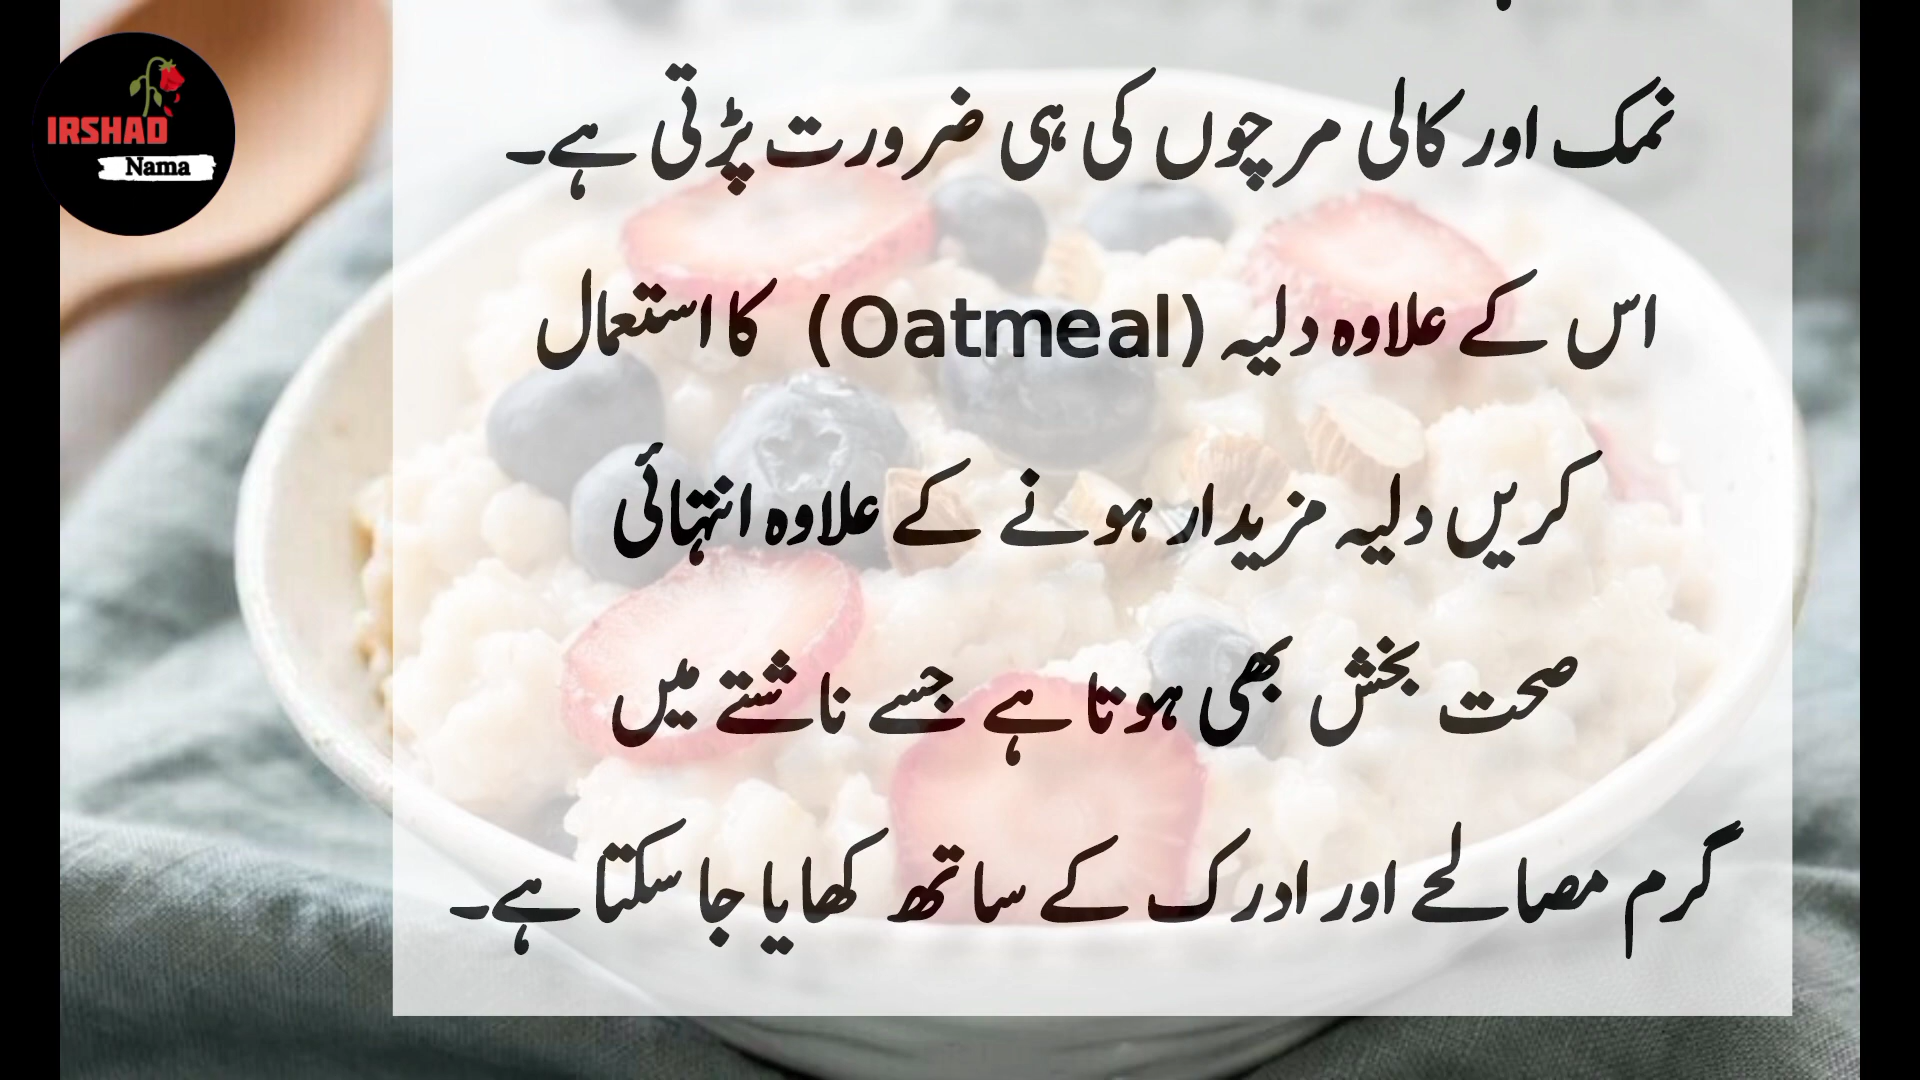 IRSHAD
Nama
نمک اور کالی مرچوں کی ہی ضرورت پڑتی ہے۔
اس کے علاوہ دلیہ (Oatmeal) کا استعمال
کریں دلیہ مزیدار ہونے کے علاوہ انتہائی
صحت بخش بھی ہوتا ہے جسے ناشتے میں
گرم مصالحے اور ادرک کے ساتھ کھایا جا سکتا ہے۔